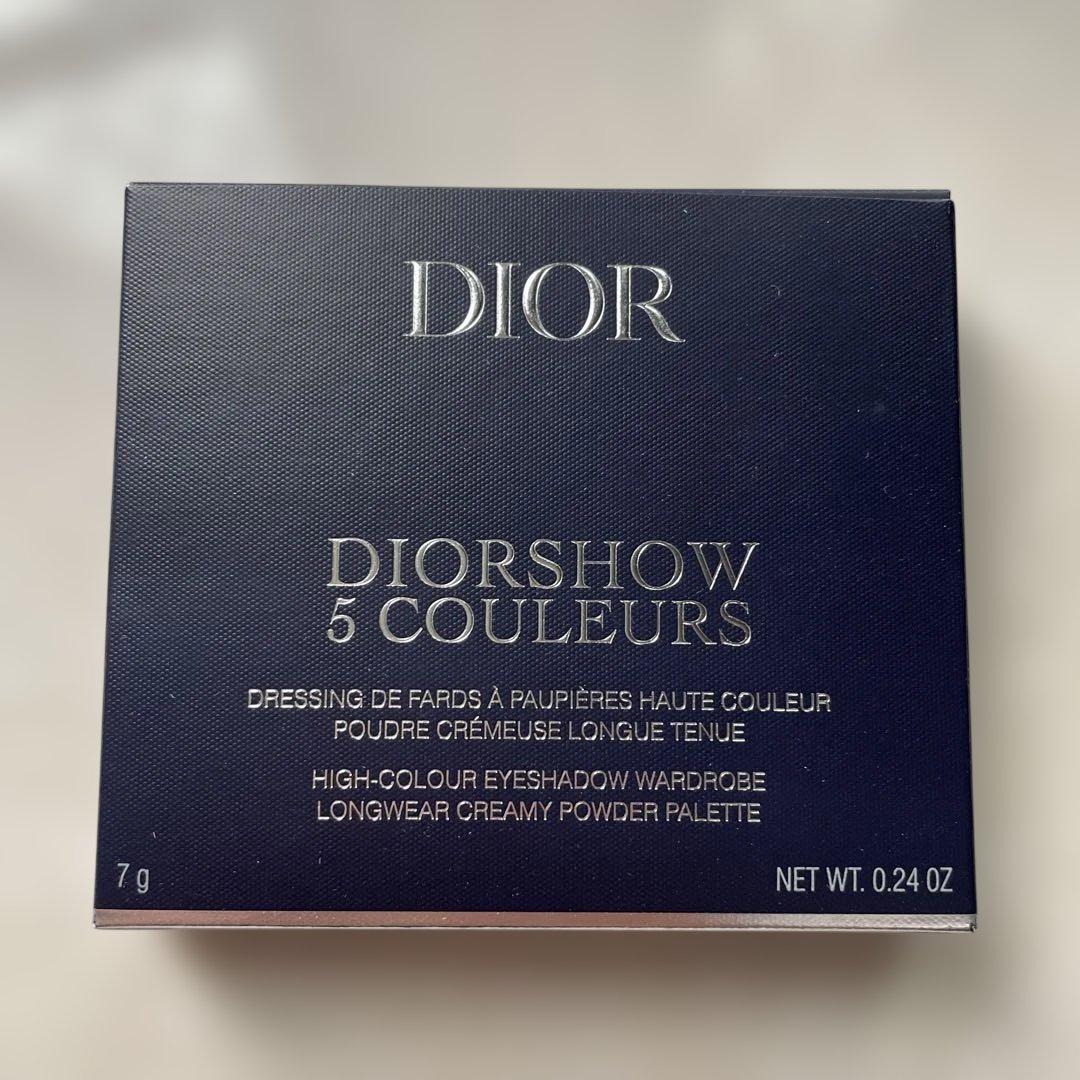 DIOR
DIORSHOW
5 COULEURS
DRESSING DE FARDS À PAUPIÈRES HAUTE COULEUR
POUDRE CRÉMEUSE LONGUE TENUE
HIGH-COLOUR EYESHADOW WARDROBE
LONGWEAR CREAMY POWDER PALETTE
7 g
NET WT. 0.24 OZ